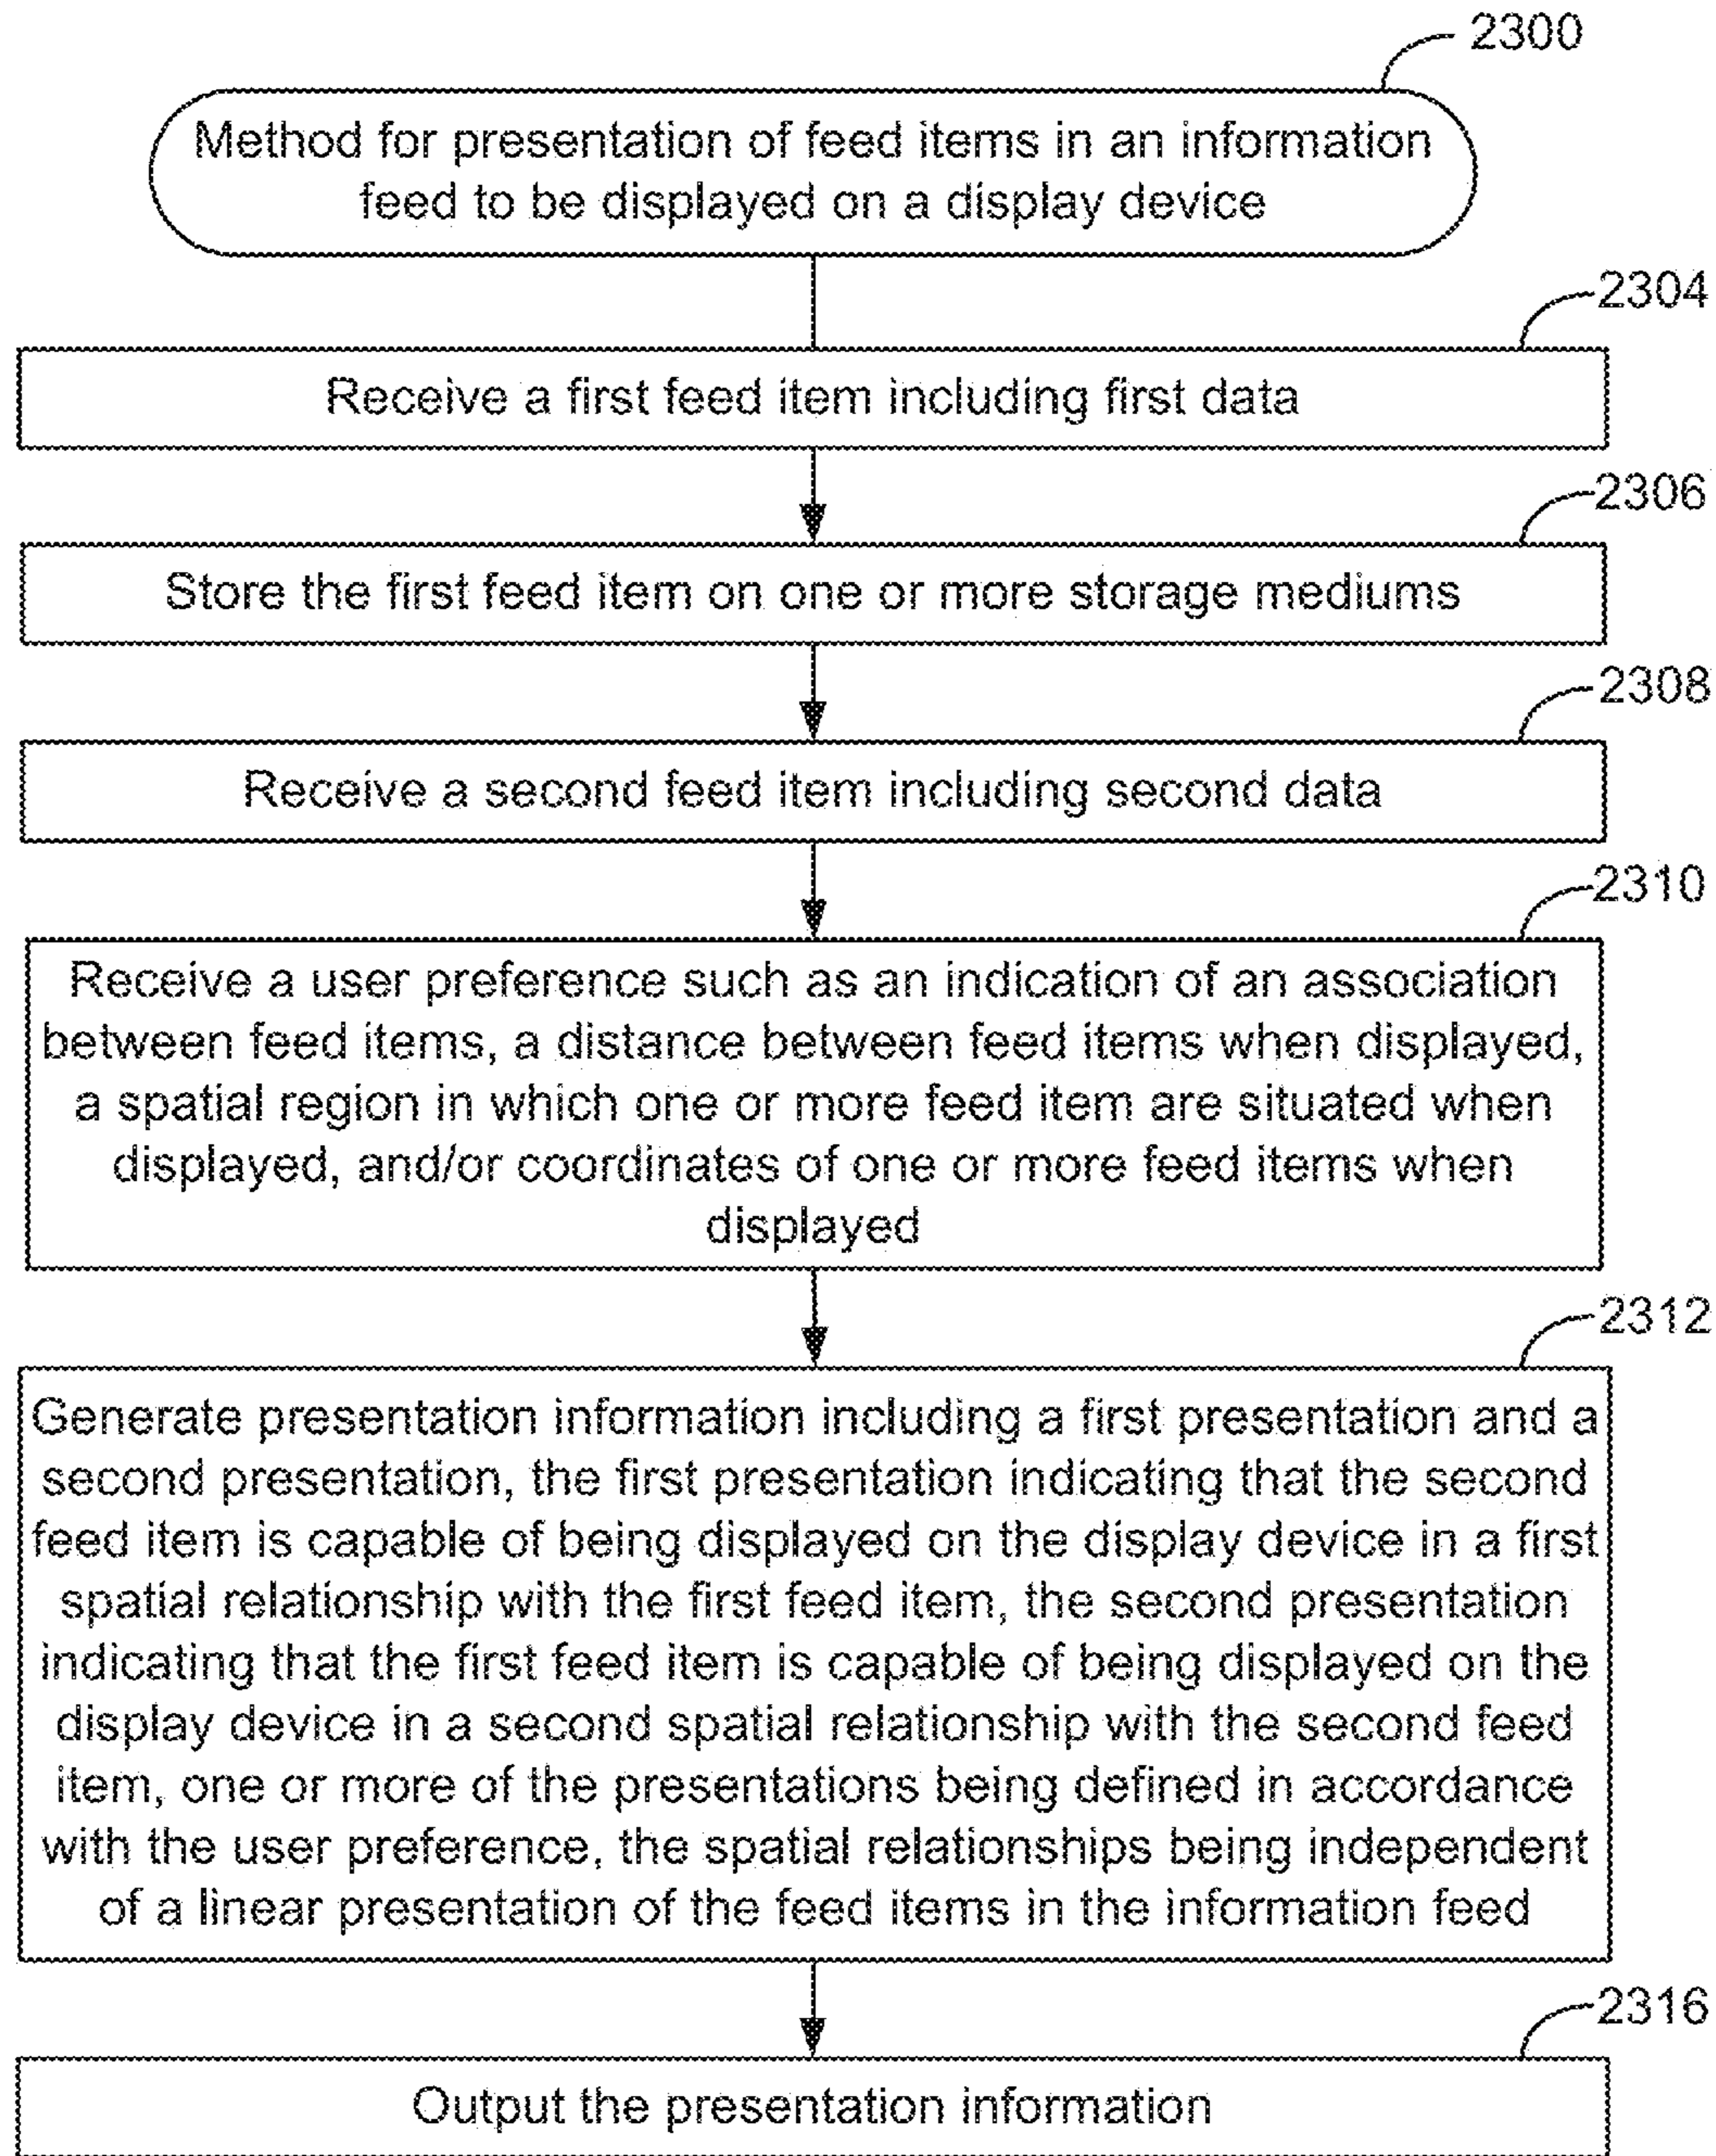 2300
Method for presentation of feed items in an information
feed to be displayed on a display device
2304
Receive a first feed item including first data
2306
Store the first feed item on one or more storage mediums
2308
Receive a second feed item including second data
2310
Receive a user preference such as an indication of an association
between feed items, a distance between feed items when displayed,
a spatial region in which one or more feed item are situated when
displayed, and/or coordinates of one or more feed items when
displayed
2312
Generate presentation information including a first presentation and a
second presentation, the first presentation indicating that the second
feed item is capable of being displayed on the display device in a first
spatial relationship with the first feed item, the second presentation
indicating that the first feed item is capable of being displayed on the
display device in a second spatial relationship with the second feed
item, one or more of the presentations being defined in accordance
with the user preference, the spatial relationships being independent
of a linear presentation of the feed items in the information feed
2316
Output the presentation information